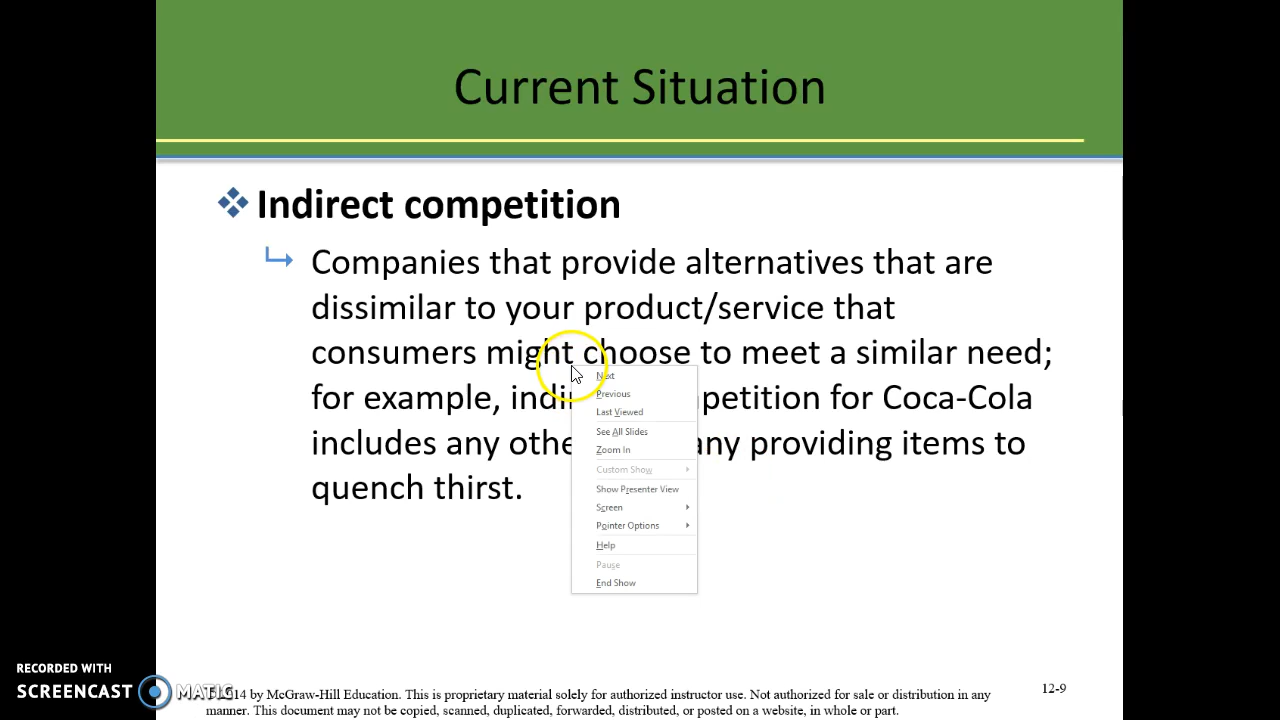 Current Situation
Indirect competition
Companies that provide alternatives that are
dissimilar to your product/service that
consumers might choose to meet a similar need;
for example, indi petition for Coca-Cola
includes any othe any providing items to
quench thirst.
Next
Previous
Last Viewed
See All Slides
Zoom In
Custom Show
Show Presenter View
Screen
Pointer Options
Help
Pause
End Show
RECORDED WITH
SCREENCAST MATIC
14 by McGraw-Hill Education. This is proprietary material solely for authorized instructor use. Not authorized for sale or distribution in any
manner. This document may not be copied, scanned, duplicated, forwarded, distributed, or posted on a website, in whole or part.
12-9